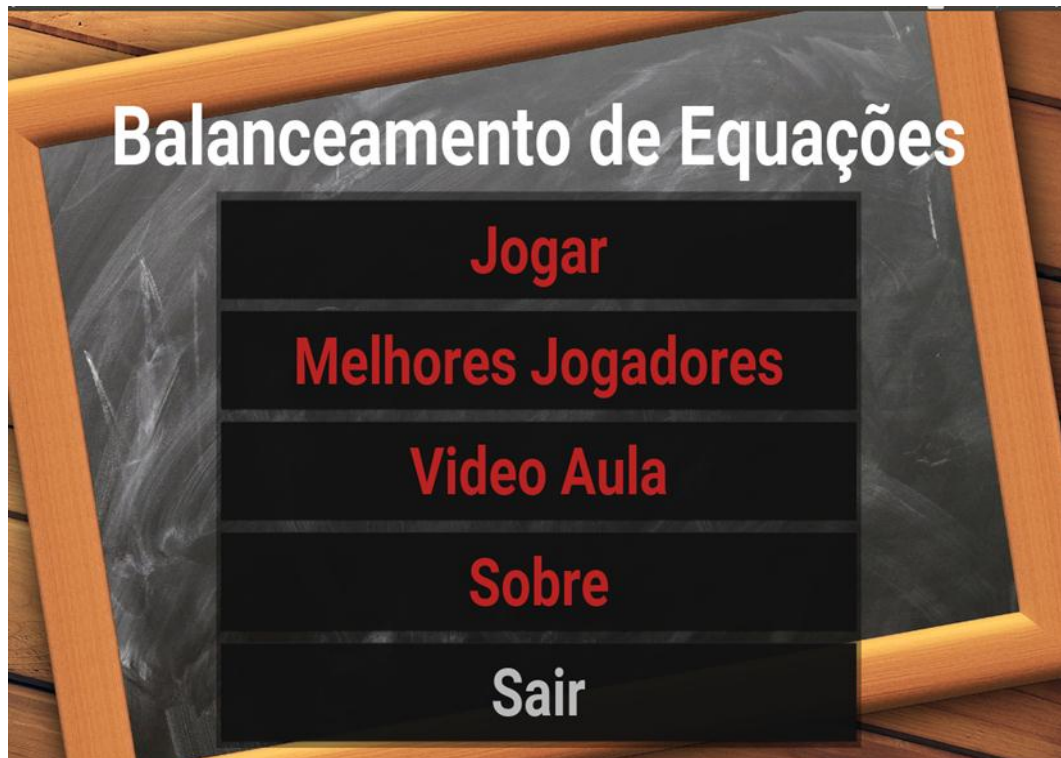 Balanceamento de Equações
Jogar
Melhores Jogadores
Video Aula
Sobre
Sair